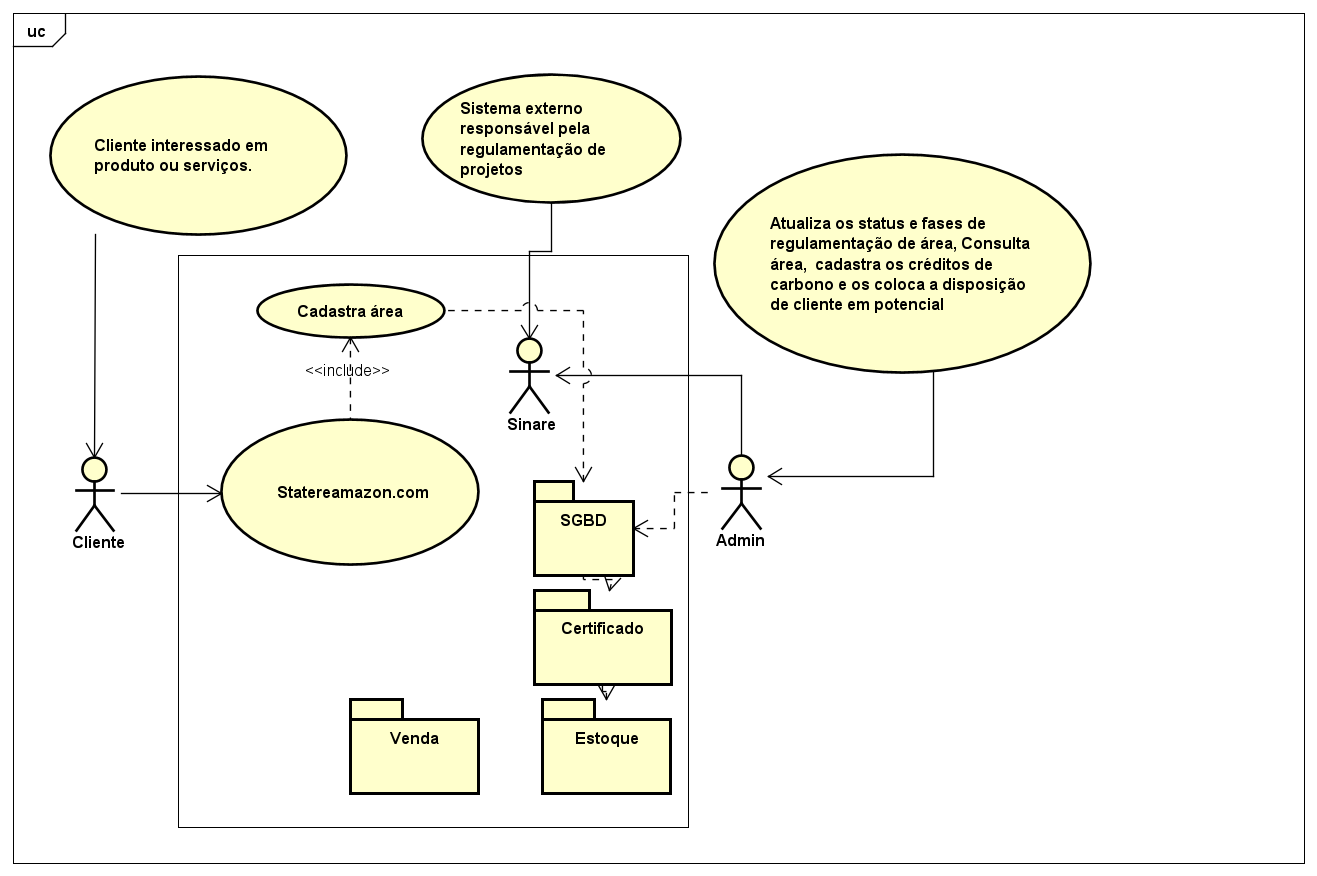 uc
Cliente interessado em
produto ou serviços.
Sistema externo
responsável pela
regulamentação de
projetos
Atualiza os status e fases de
regulamentação de área, Consulta
área,  cadastra os créditos de
carbono e os coloca a disposição
de cliente em potencial
Cadastra área
<<include>>
Sinare
Statereamazon.com
Cliente
SGBD
Admin
Certificado
Venda
Estoque